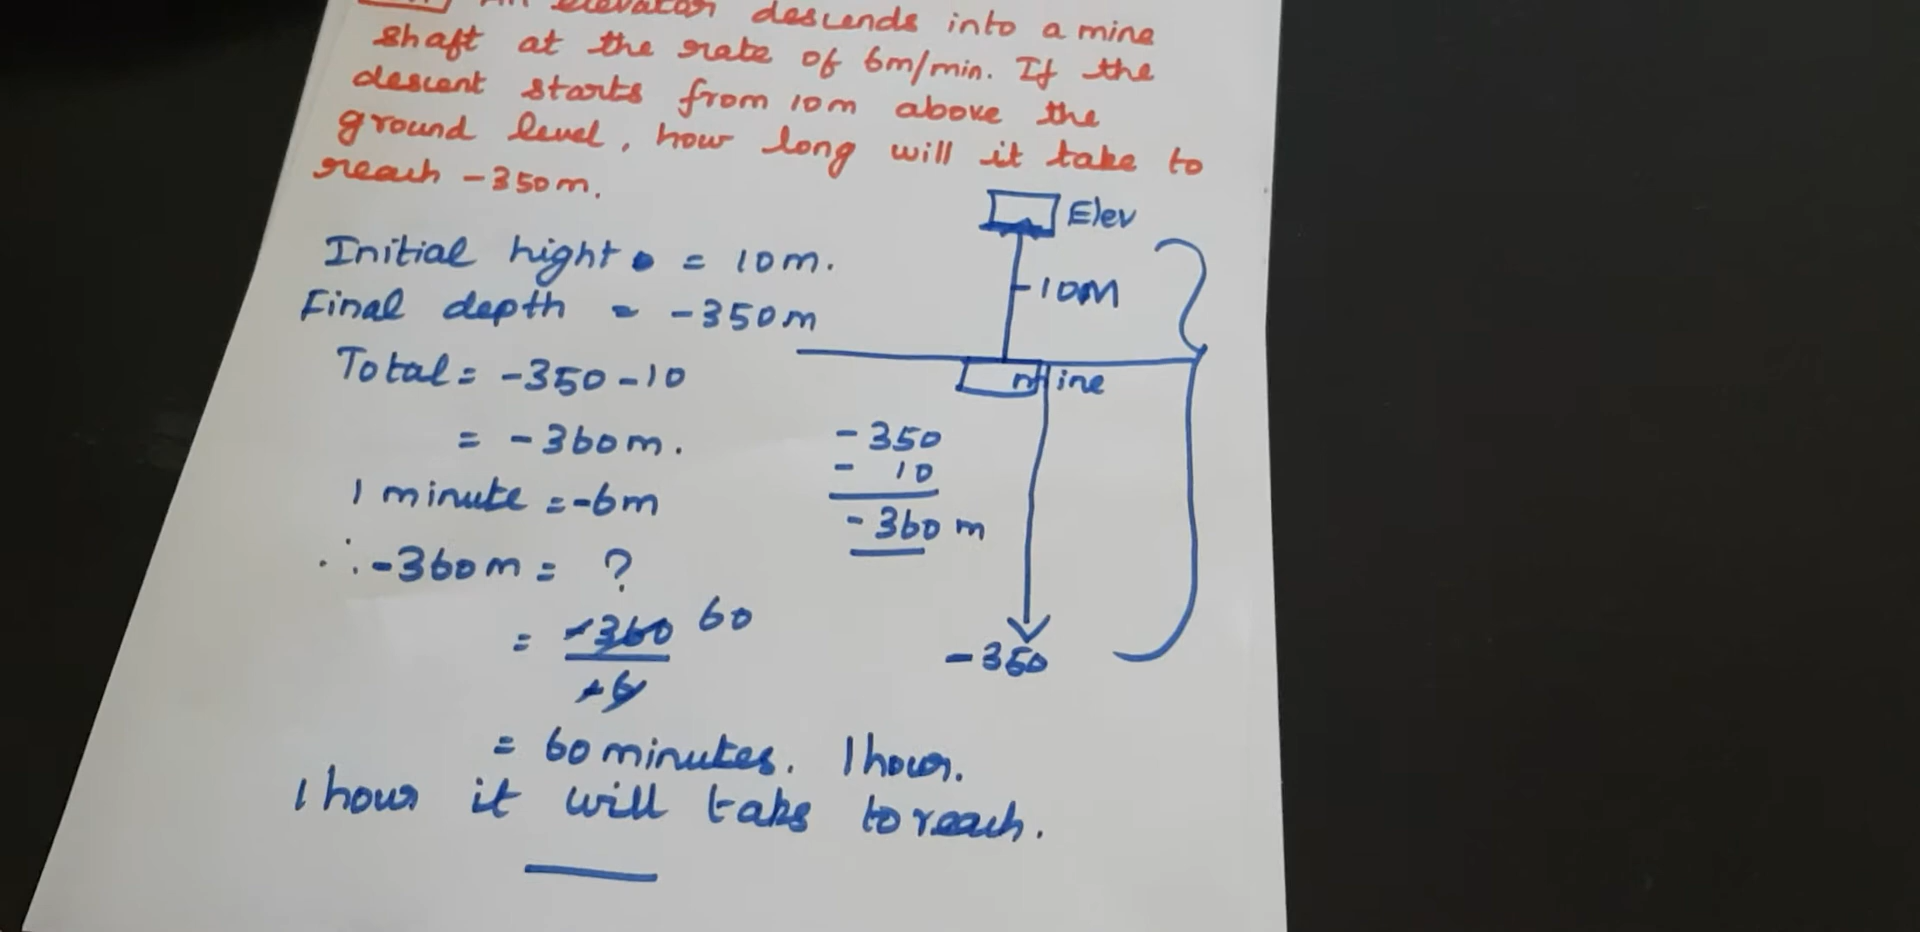 An elevator descends into a mine
shaft at the rate of 6m/min. If the
descent starts from 10m above the
ground level, how long will it take to
reach -350m.
Elev
Initial hight = 10m.
10M
Final depth = -350m
Total = -350-10
Mine
= -360m.
-350
- 10
-360 m
1 minute = -6m
∴ -360m = ?
= -360 60
-6
-350
= 60 minutes. 1 hour.
1 hour it will take to reach.